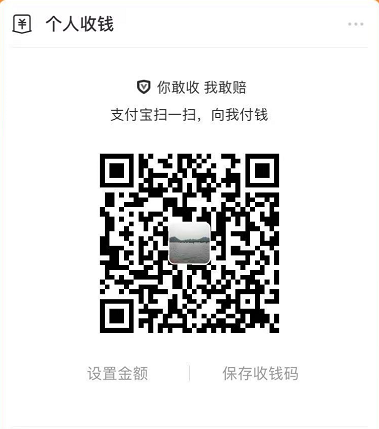 个人收钱
你敢收 我敢赔
支付宝扫一扫，向我付钱
设置金额
保存收钱码